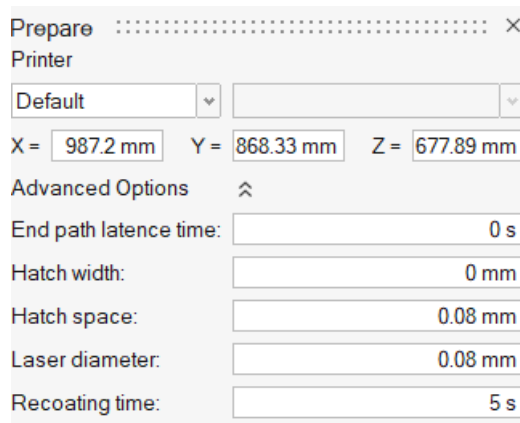 Prepare
Printer
Default
X = 987.2 mm Y = 868.33 mm Z = 677.89 mm
Advanced Options
End path latence time: 0 s
Hatch width: 0 mm
Hatch space: 0.08 mm
Laser diameter: 0.08 mm
Recoating time: 5 s